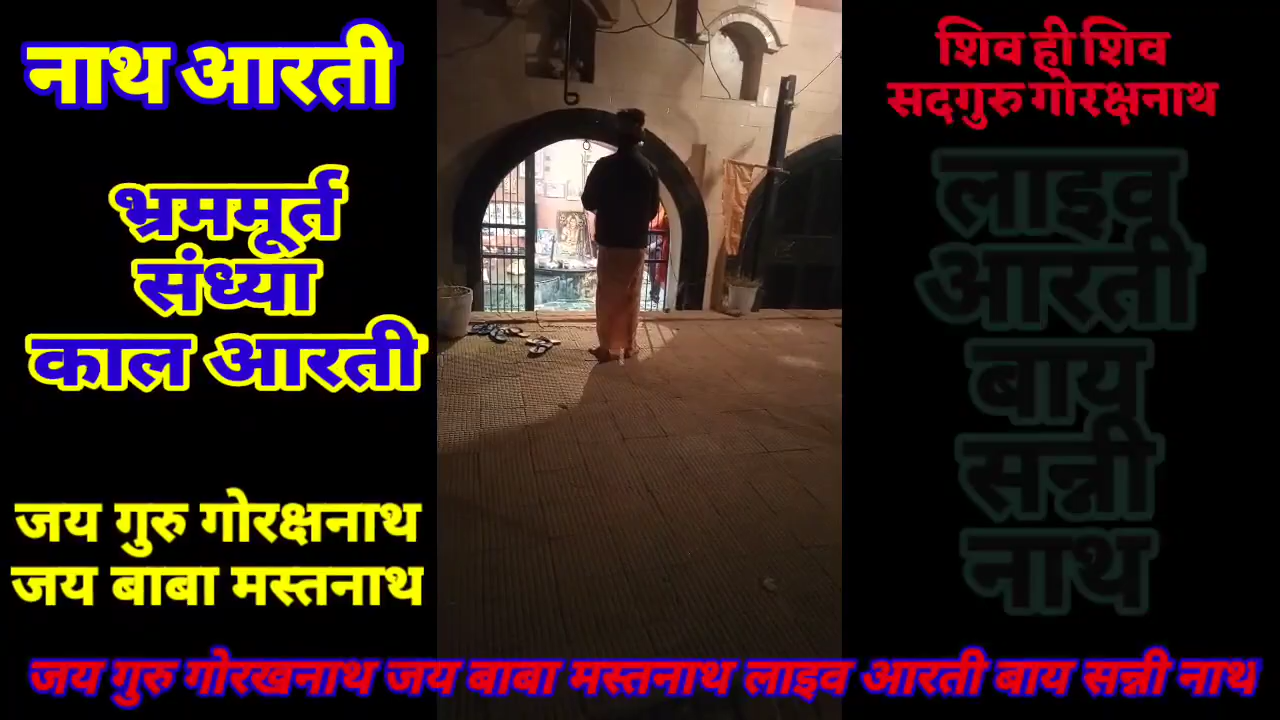 नाथ आरती
भ्रममूर्त
संध्या
काल आरती
जय गुरु गोरक्षनाथ
जय बाबा मस्तनाथ
शिव ही शिव
सदगुरु गोरक्षनाथ
लाइव
आरती
बाय
सन्नी
नाथ
जय गुरु गोरखनाथ जय बाबा मस्तनाथ लाइव आरती बाय सन्नी नाथ